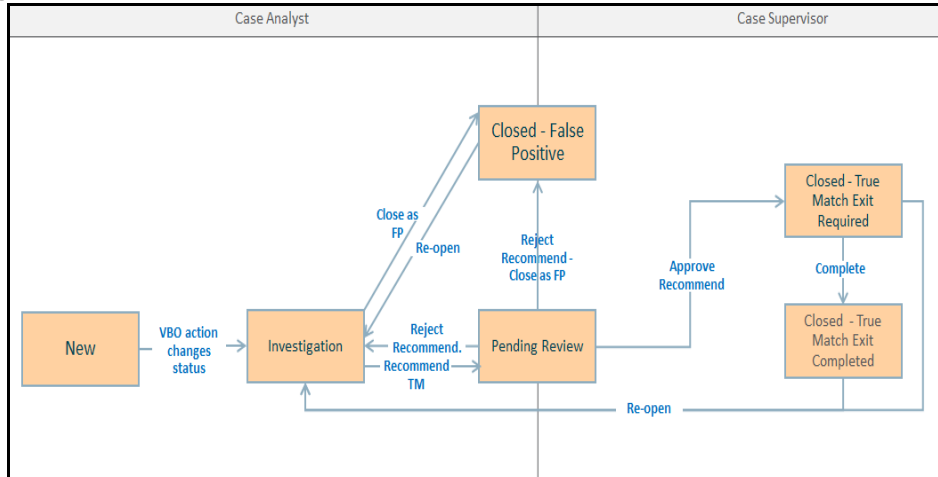 Case Analyst
Case Supervisor
Closed - False
Positive
Closed - True
Match Exit
Required
Close as
FP
Re-open
Reject
Recommend -
Close as FP
Approve
Recommend
Complete
New
VBO action
changes
status
Investigation
Reject
Recommend.
Recommend
TM
Pending Review
Closed - True
Match Exit
Completed
Re-open